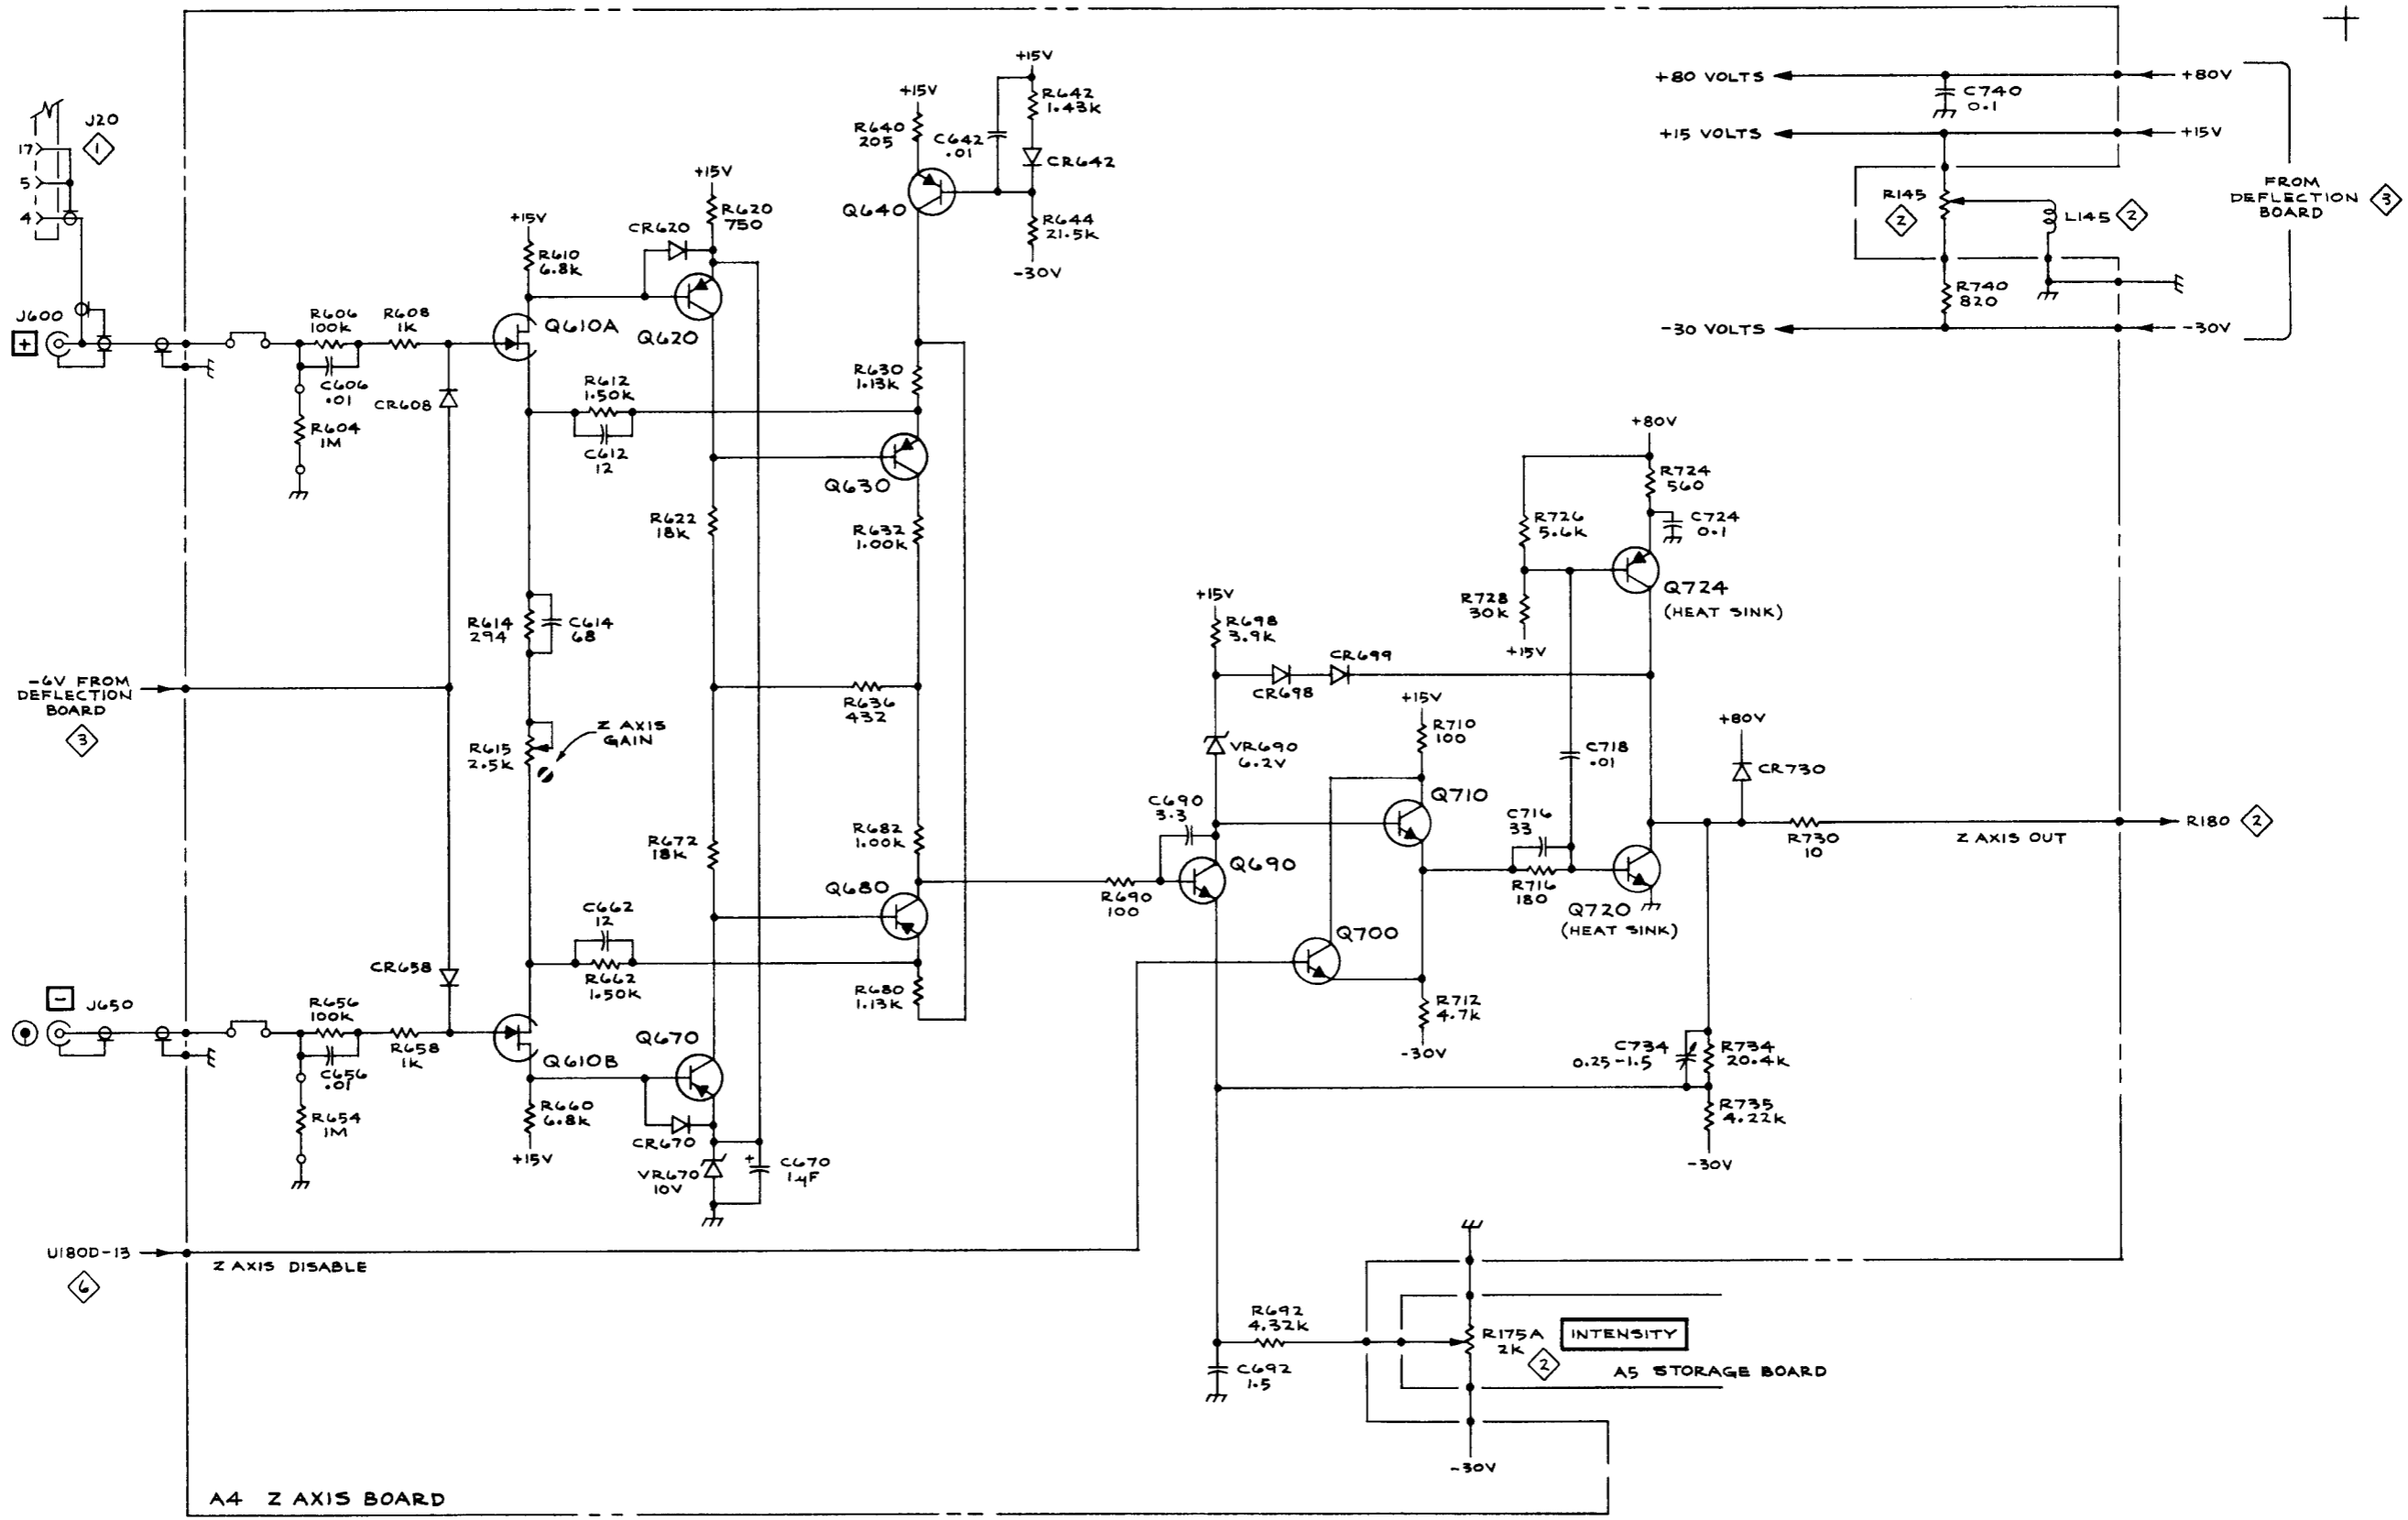 +15V
+80 VOLTS
+80V
C740
0.1
+15 VOLTS
+15V
R145
2
L145 2
FROM
DEFLECTION
BOARD
3
R740
820
-30 VOLTS
-30V
J20
1
17
5
4
+15V
R640
205
C642
.01
R642
1.43K
CR642
Q640
R644
21.5K
-30V
+15V
R620
750
CR620
+15V
R610
6.8K
Q620
J600
+
R606
100K
R608
1K
Q610A
C606
.01
CR608
R604
1M
R612
1.50K
C612
12
R630
1.13K
Q630
R622
18K
R632
1.00K
R614
294
C614
68
-6V FROM
DEFLECTION
BOARD
3
Z AXIS
GAIN
R615
2.5K
R636
432
R672
18K
R682
1.00K
Q680
C662
12
R662
1.50K
R680
1.13K
CR658
-
J650
R656
100K
R658
1K
C656
.01
R654
1M
Q610B
Q670
R660
6.8K
+15V
CR670
VR670
10V
+
C670
1µF
U180D-13
6
Z AXIS DISABLE
+80V
R724
560
R726
5.6K
C724
0.1
Q724
(HEAT SINK)
R728
30K
+15V
+15V
R698
3.9K
CR698
CR699
VR690
6.2V
+15V
R710
100
C718
.01
+80V
CR730
C690
3.3
Q710
C716
33
R730
10
Z AXIS OUT
R180 2
R690
100
Q690
R716
180
Q720
(HEAT SINK)
Q700
R712
4.7K
-30V
C734
0.25-1.5
R734
20.4K
R735
4.22K
-30V
R692
4.32K
R175A
2K
2
INTENSITY
C692
1.5
A5 STORAGE BOARD
-30V
A4 Z AXIS BOARD